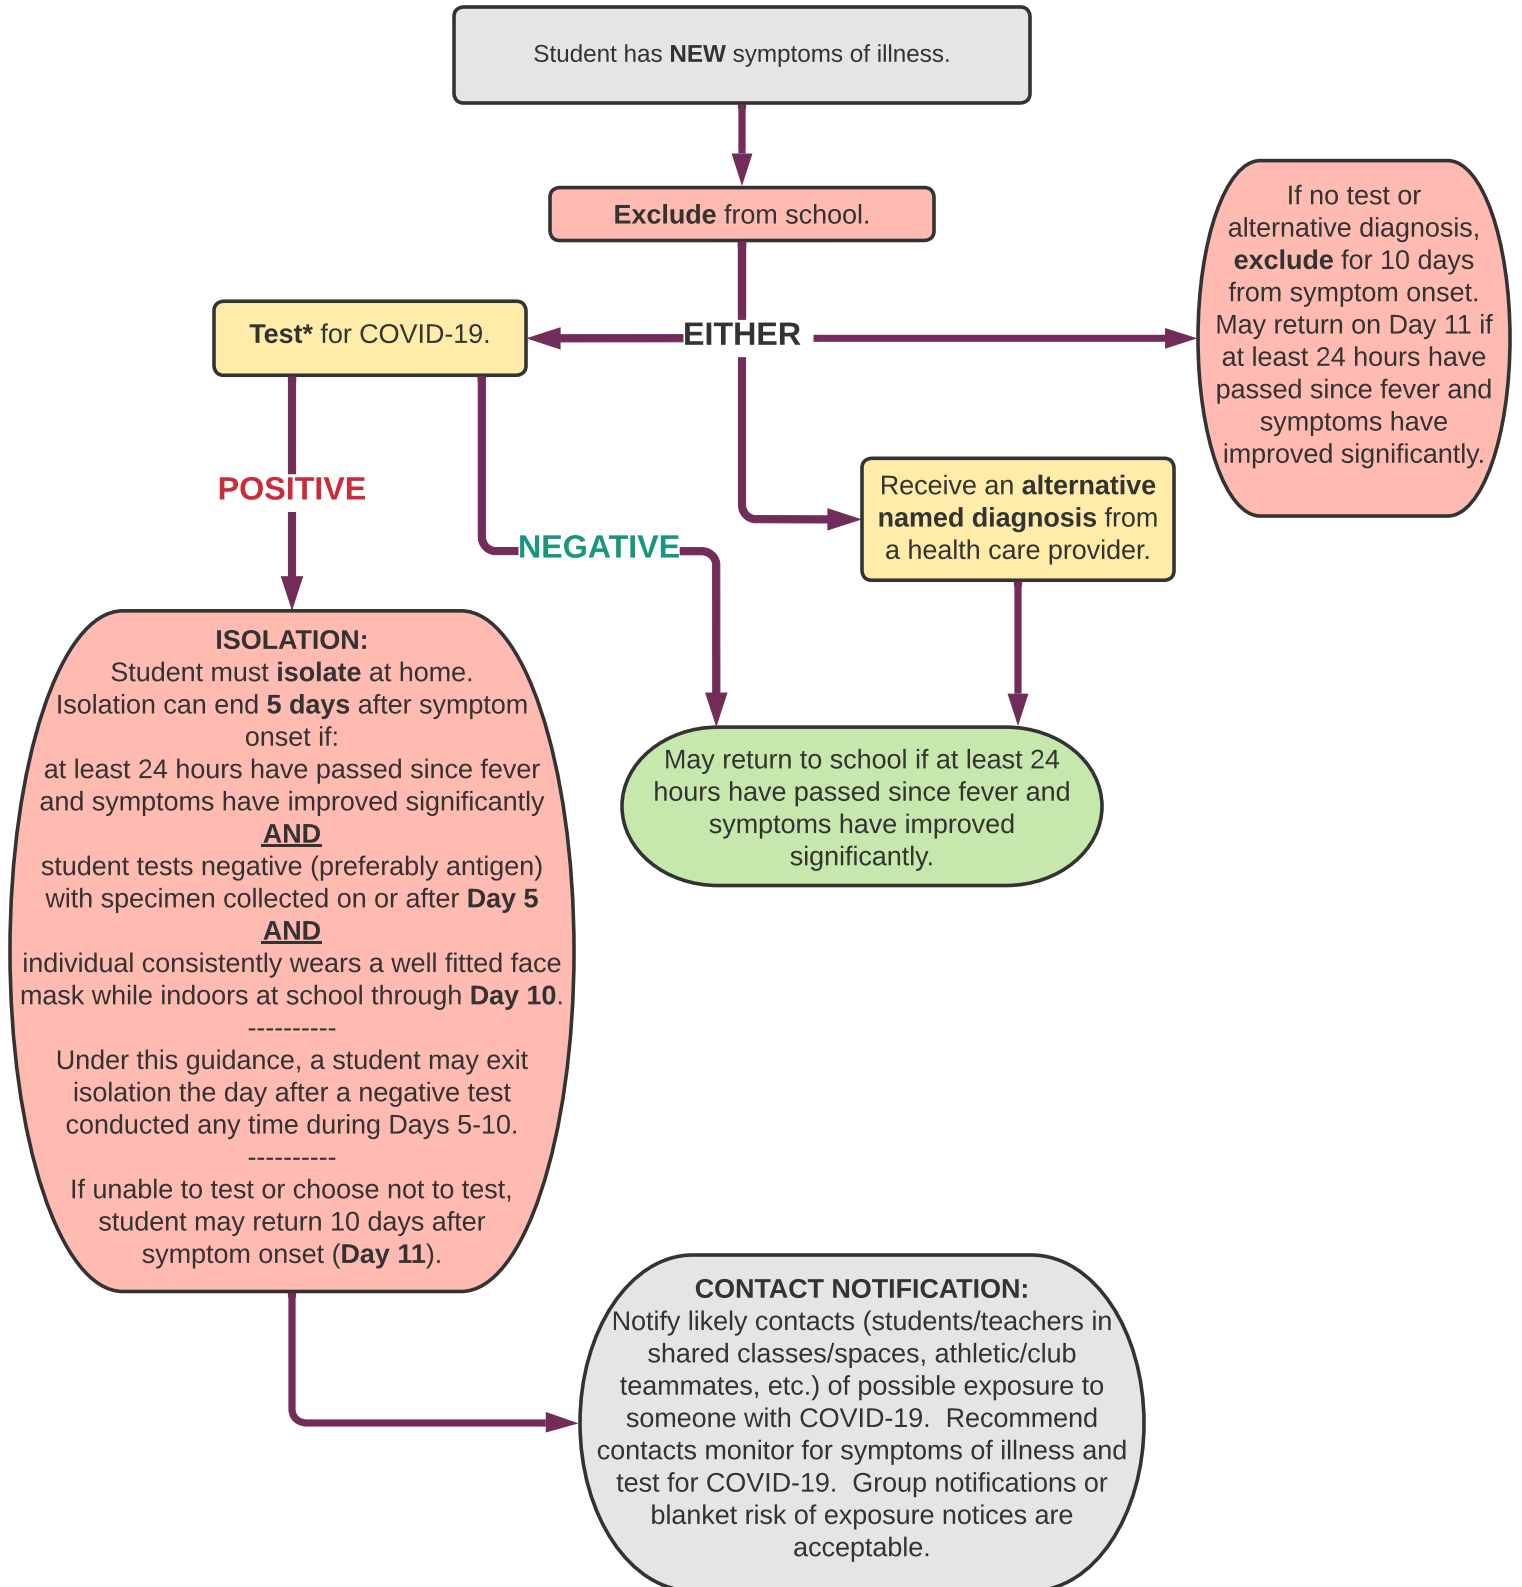 Student has NEW symptoms of illness.
Exclude from school.
If no test or
alternative diagnosis,
exclude for 10 days
from symptom onset.
May return on Day 11 if
at least 24 hours have
passed since fever and
symptoms have
improved significantly.
Test* for COVID-19.
EITHER
POSITIVE
NEGATIVE
Receive an alternative
named diagnosis from
a health care provider.
ISOLATION:
Student must isolate at home.
Isolation can end 5 days after symptom
onset if:
at least 24 hours have passed since fever
and symptoms have improved significantly
AND
student tests negative (preferably antigen)
with specimen collected on or after Day 5
AND
individual consistently wears a well fitted face
mask while indoors at school through Day 10.
----------
Under this guidance, a student may exit
isolation the day after a negative test
conducted any time during Days 5-10.
----------
If unable to test or choose not to test,
student may return 10 days after
symptom onset (Day 11).
May return to school if at least 24
hours have passed since fever and
symptoms have improved
significantly.
CONTACT NOTIFICATION:
Notify likely contacts (students/teachers in
shared classes/spaces, athletic/club
teammates, etc.) of possible exposure to
someone with COVID-19.  Recommend
contacts monitor for symptoms of illness and
test for COVID-19.  Group notifications or
blanket risk of exposure notices are
acceptable.